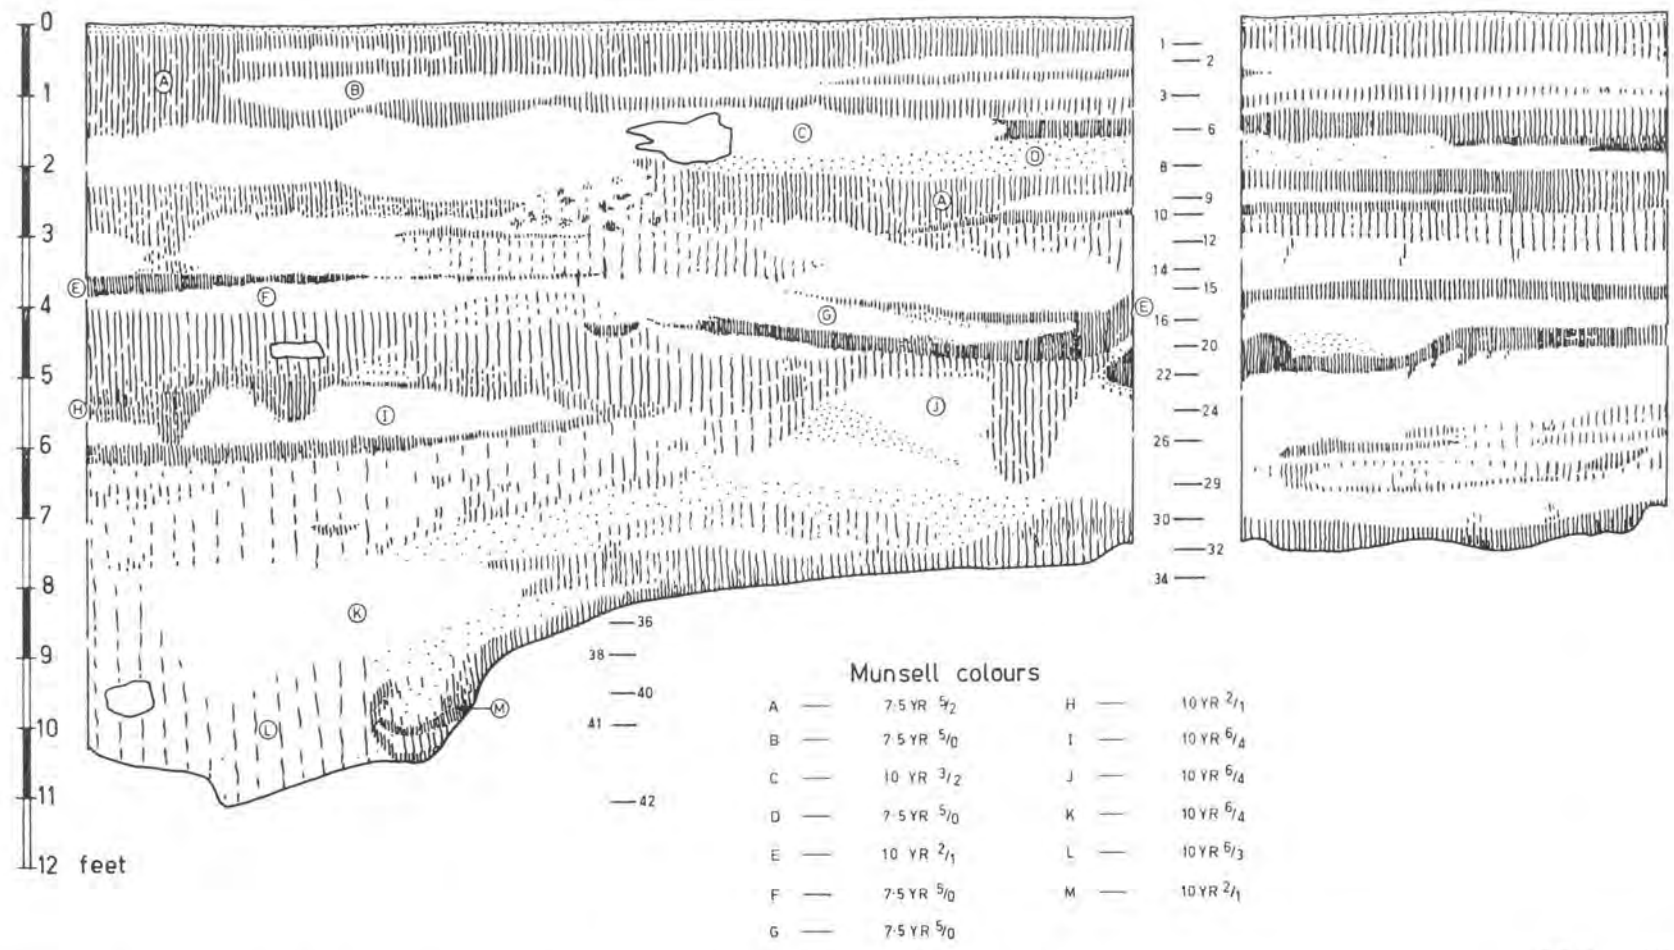 0
1
2
3
4
5
6
7
8
9
10
11
12 feet
A
B
C
D
A
E
F
G
E
H
I
J
K
L
M
1
2
3
6
8
9
10
12
14
15
16
20
22
24
26
29
30
32
34
36
38
40
41
42
Munsell colours
A — 7·5 YR 5/2
B — 7·5 YR 5/0
C — 10 YR 3/2
D — 7·5 YR 5/0
E — 10 YR 2/1
F — 7·5 YR 5/0
G — 7·5 YR 5/0
H — 10 YR 2/1
I — 10 YR 6/4
J — 10 YR 6/4
K — 10 YR 6/4
L — 10 YR 6/3
M — 10 YR 2/1